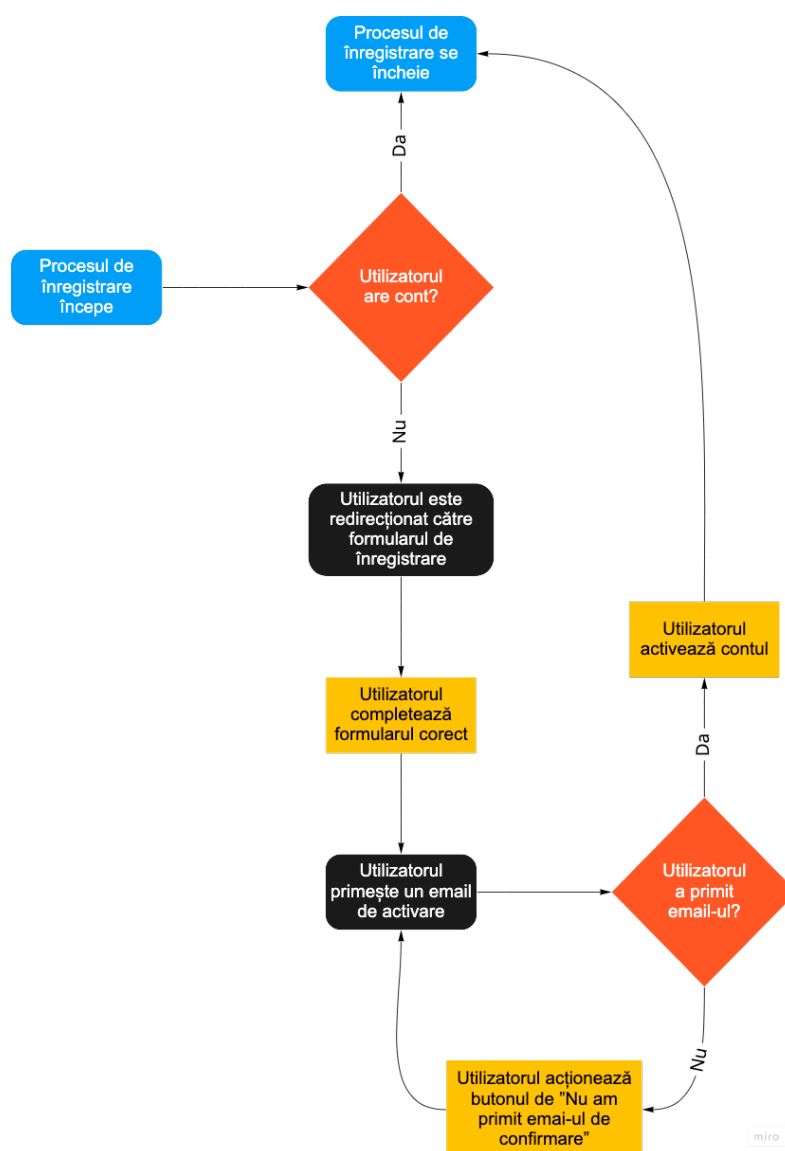 Procesul de
înregistrare se
încheie
Da
Procesul de
înregistrare
începe
Utilizatorul
are cont?
Nu
Utilizatorul este
redirecționat către
formularul de
înregistrare
Utilizatorul
activează contul
Utilizatorul
completează
formularul corect
Da
Utilizatorul
primește un email
de activare
Utilizatorul
a primit
email-ul?
Nu
Utilizatorul acționează
butonul de "Nu am
primit emai-ul de
confirmare"
miro